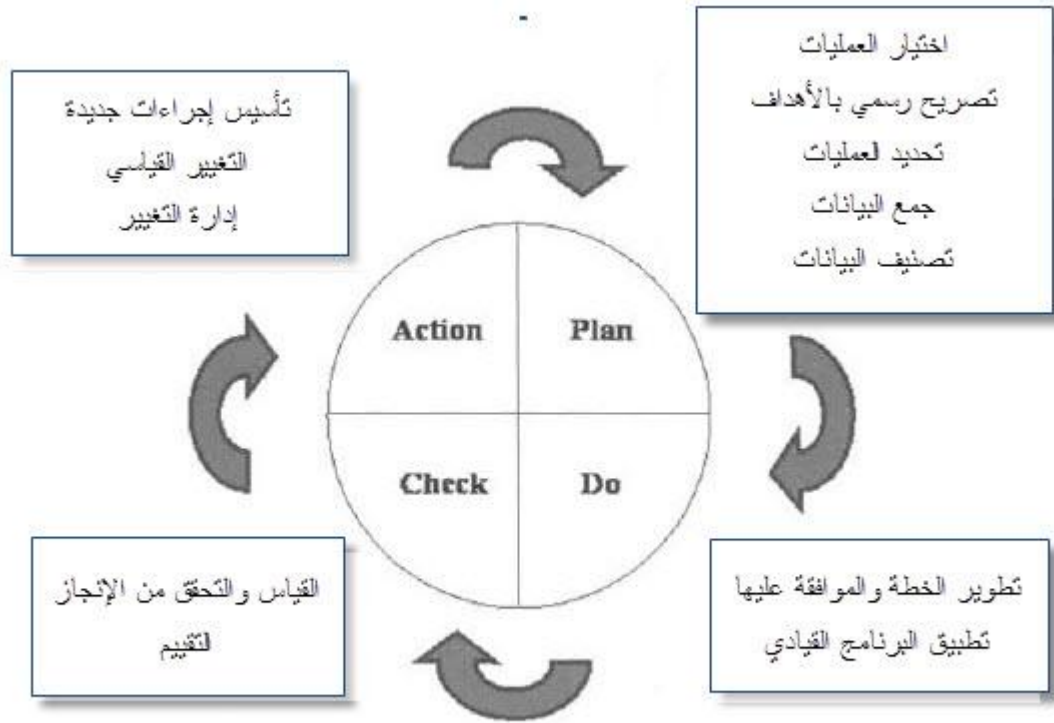 اختيار العمليات
تصريح رسمي بالأهداف
تحديد العمليات
جمع البيانات
تصنيف البيانات
تأسيس إجراءات جديدة
التغيير القياسي
إدارة التغيير
Action
Plan
Check
Do
القياس والتحقق من الإنجاز
التقييم
تطوير الخطة والموافقة عليها
تطبيق البرنامج القيادي